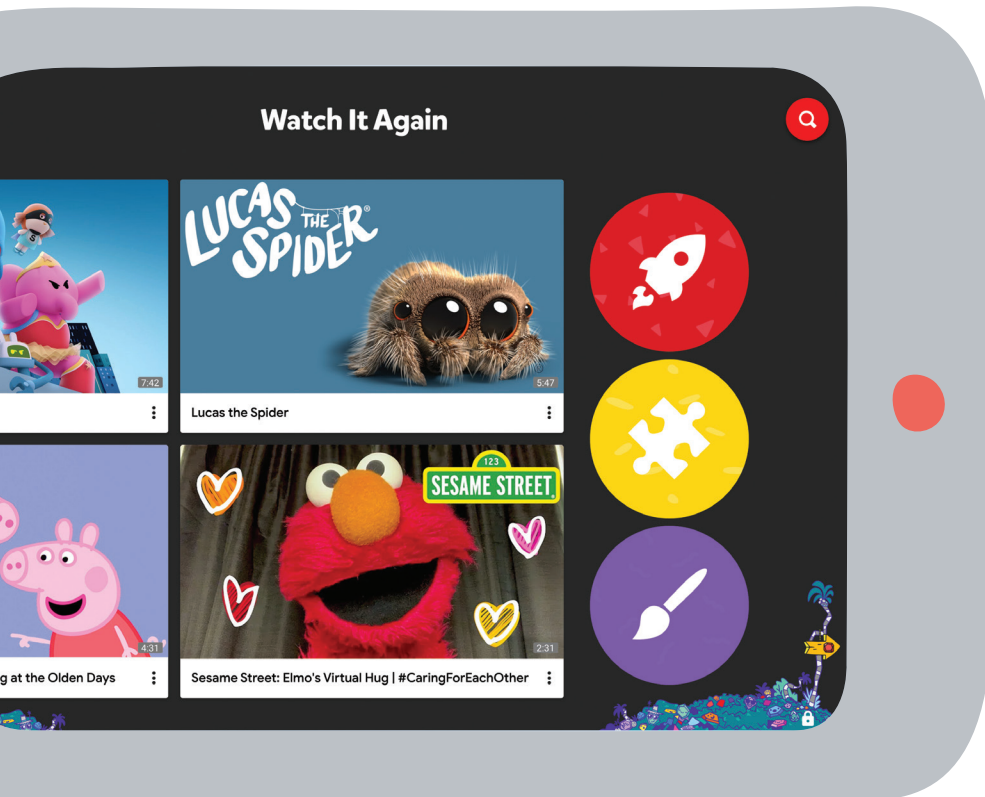 Watch It Again
S
7:42
LUCAS THE SPIDER®
5:47
Lucas the Spider
4:31
g at the Olden Days
123
SESAME STREET®
2:31
Sesame Street: Elmo's Virtual Hug | #CaringForEachOther